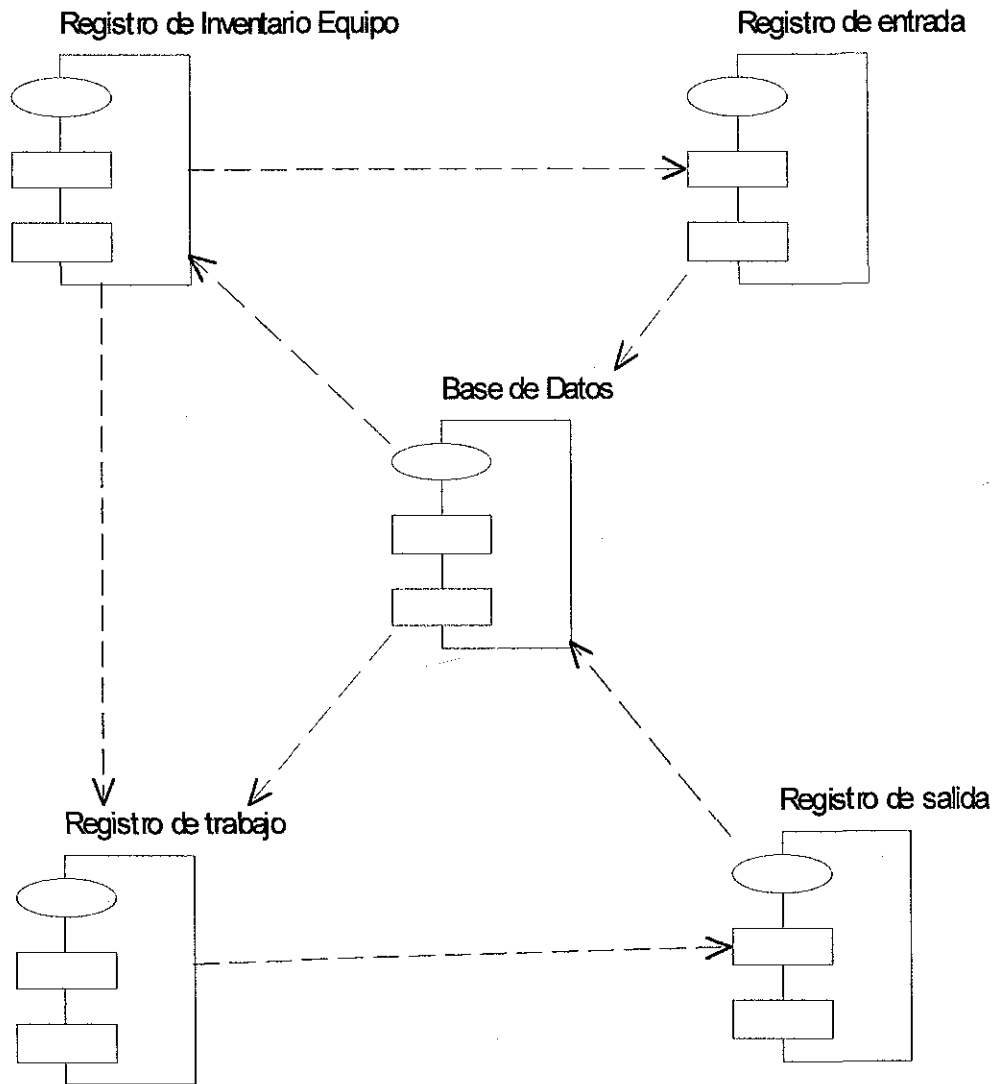 Registro de Inventario Equipo
Registro de entrada
Base de Datos
Registro de salida
Registro de trabajo